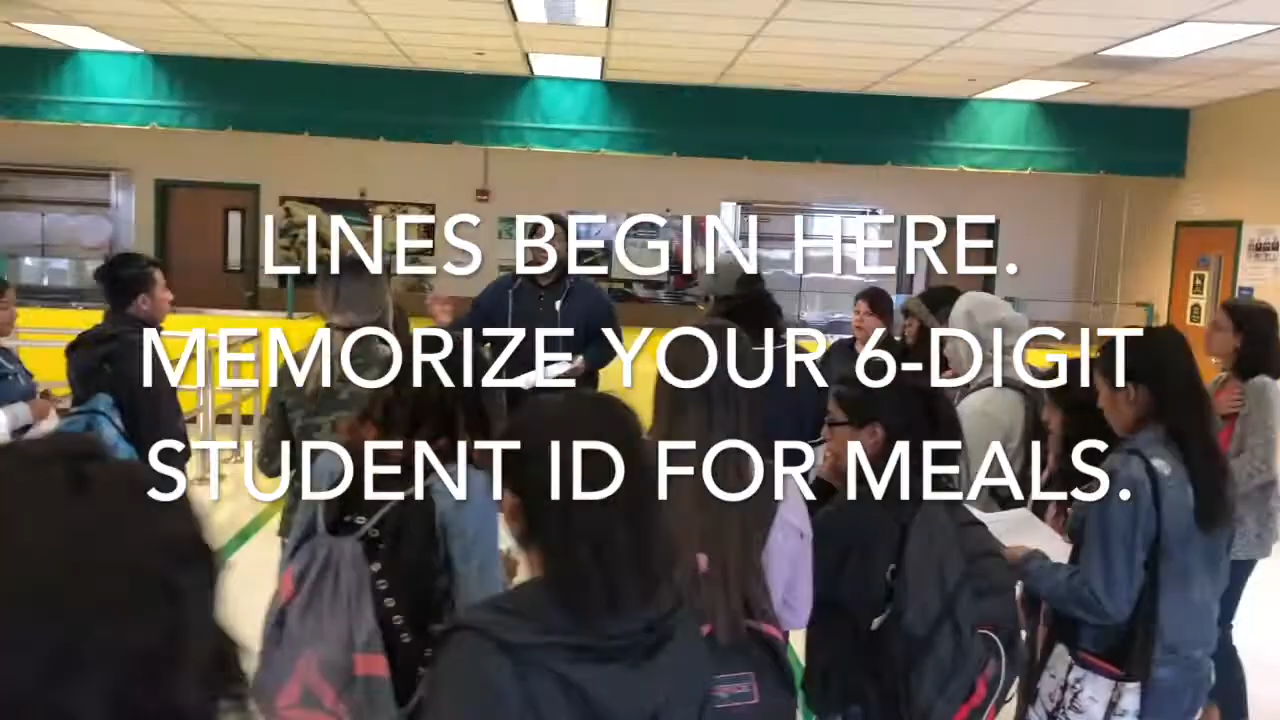 LINES BEGIN HERE.
MEMORIZE YOUR 6-DIGIT
STUDENT ID FOR MEALS.